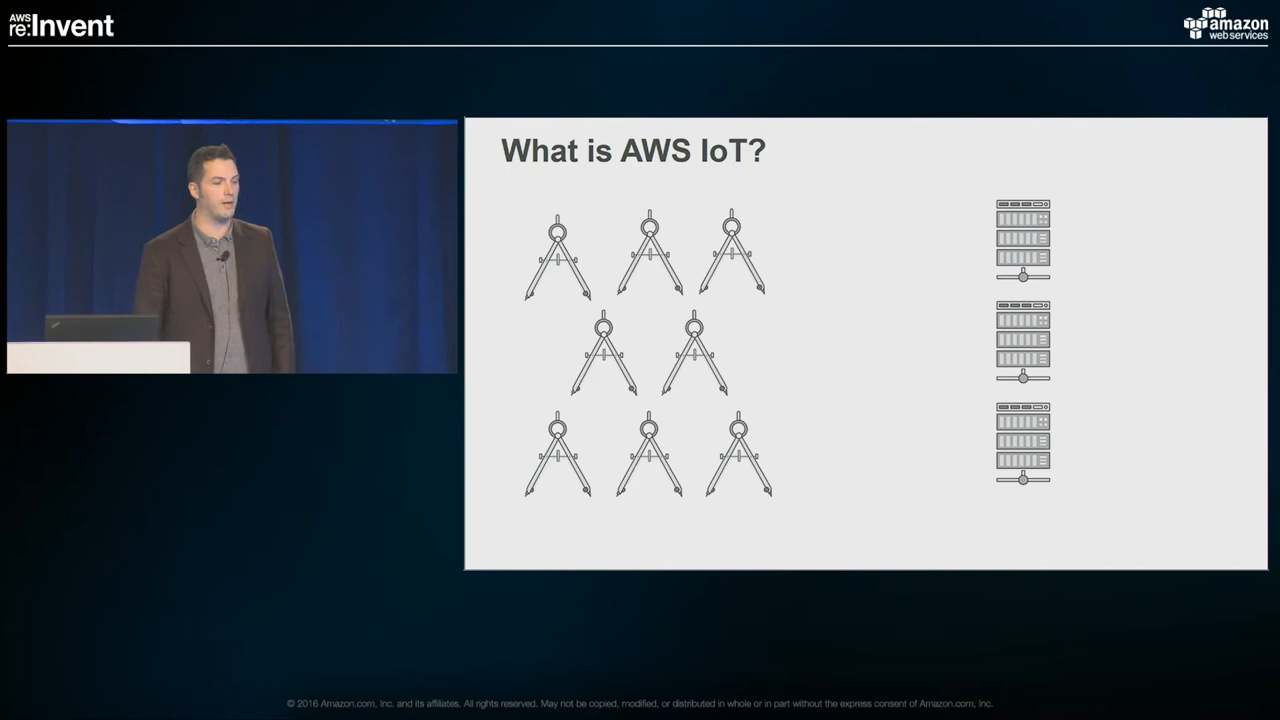 AWS
re:Invent
amazon
web services
What is AWS IoT?
© 2016 Amazon.com, Inc. and its affiliates. All rights reserved. May not be copied, modified, or distributed in whole or in part without the express consent of Amazon.com, Inc.